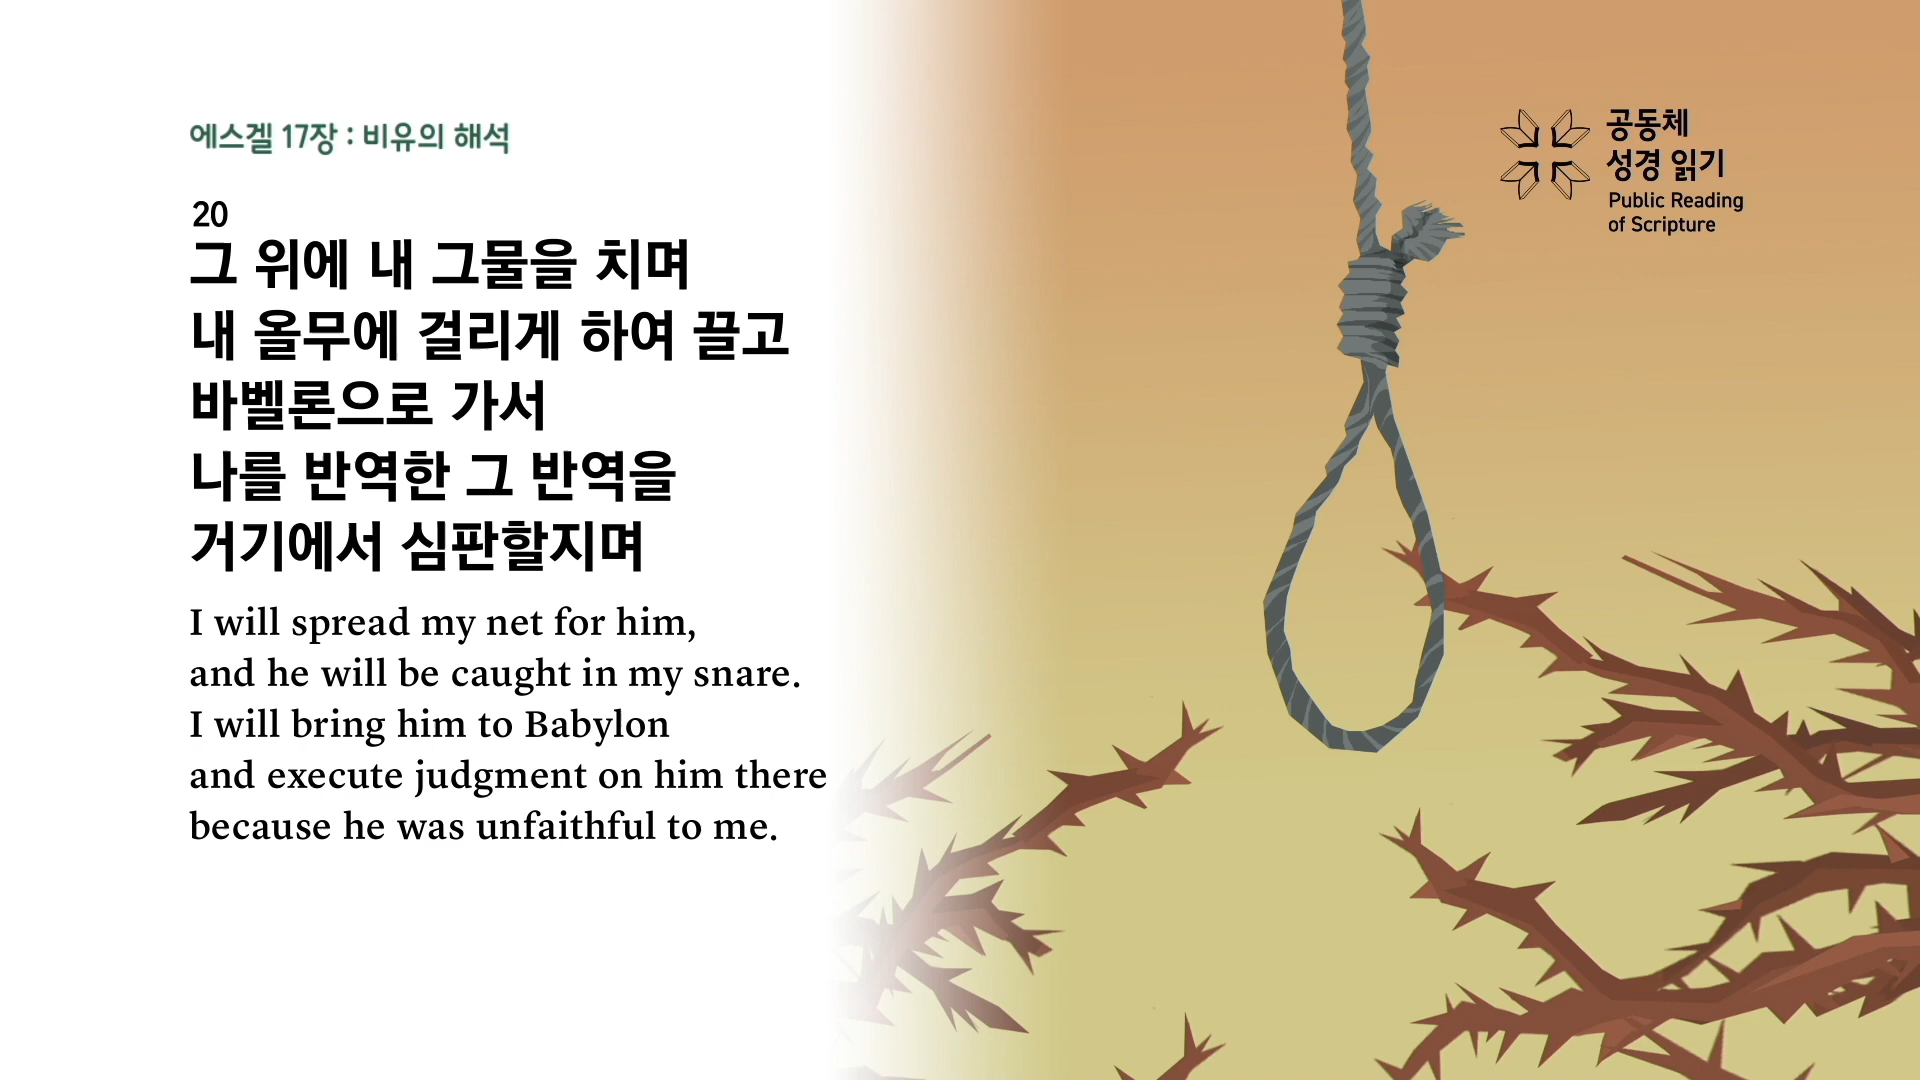 에스겔 17장 : 비유의 해석
20
그 위에 내 그물을 치며
내 올무에 걸리게 하여 끌고
바벨론으로 가서
나를 반역한 그 반역을
거기에서 심판할지며
I will spread my net for him,
and he will be caught in my snare.
I will bring him to Babylon
and execute judgment on him there
because he was unfaithful to me.
공동체
성경 읽기
Public Reading
of Scripture